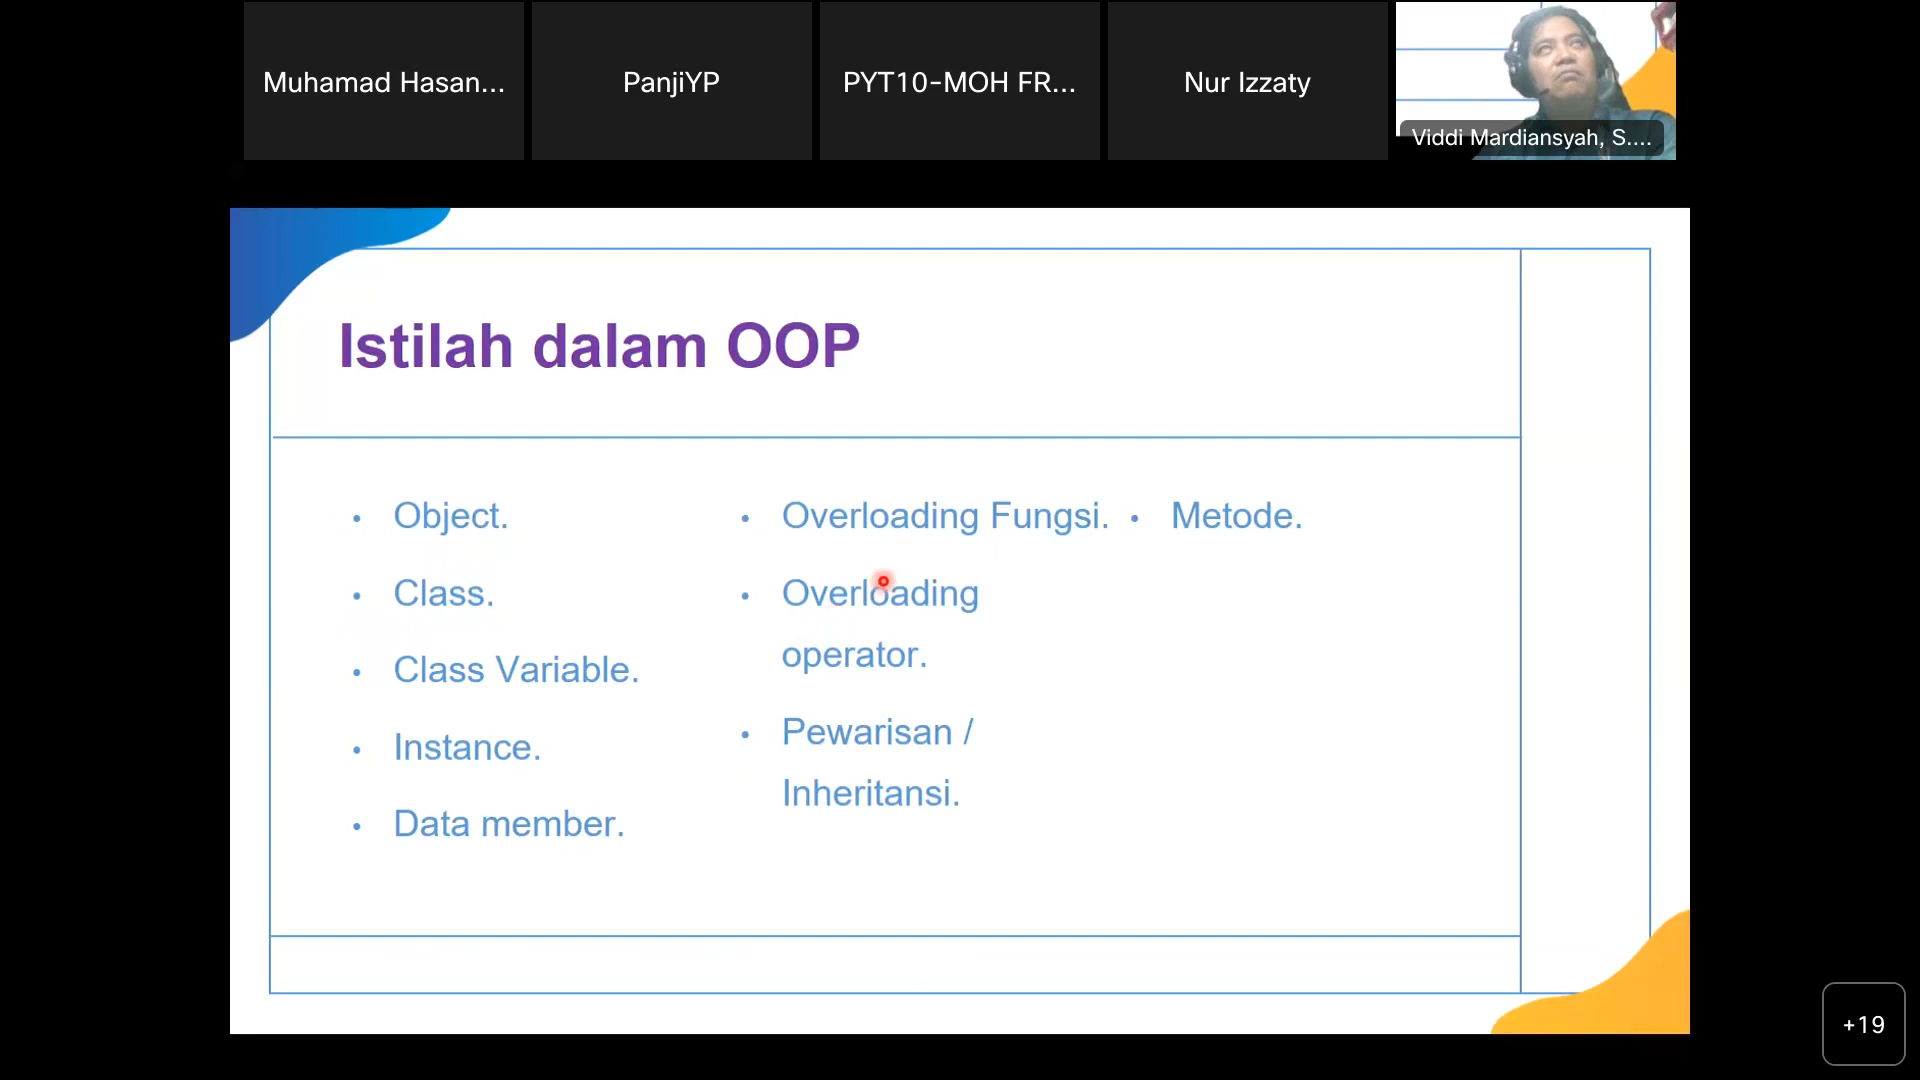 Muhamad Hasan...
PanjiYP
PYT10-MOH FR...
Nur Izzaty
Viddi Mardiansyah, S....
Istilah dalam OOP
• Object.
• Class.
• Class Variable.
• Instance.
• Data member.
• Overloading Fungsi.
• Overloading
operator.
• Pewarisan /
Inheritansi.
• Metode.
+19